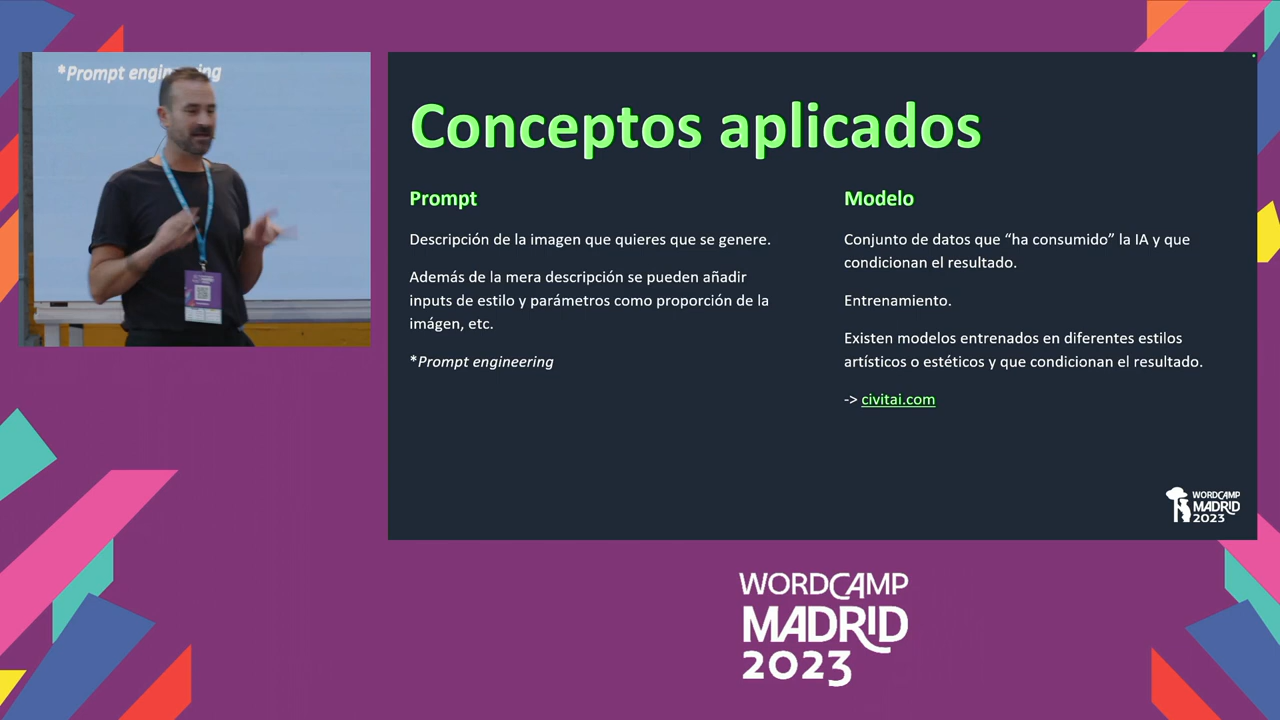 *Prompt engineering
Conceptos aplicados
Prompt
Descripción de la imagen que quieres que se genere.
Además de la mera descripción se pueden añadir
inputs de estilo y parámetros como proporción de la
imágen, etc.
*Prompt engineering
Modelo
Conjunto de datos que “ha consumido” la IA y que
condicionan el resultado.
Entrenamiento.
Existen modelos entrenados en diferentes estilos
artísticos o estéticos y que condicionan el resultado.
-> civitai.com
WORDCAMP
MADRID
2023
WORDCAMP
MADRID
2023